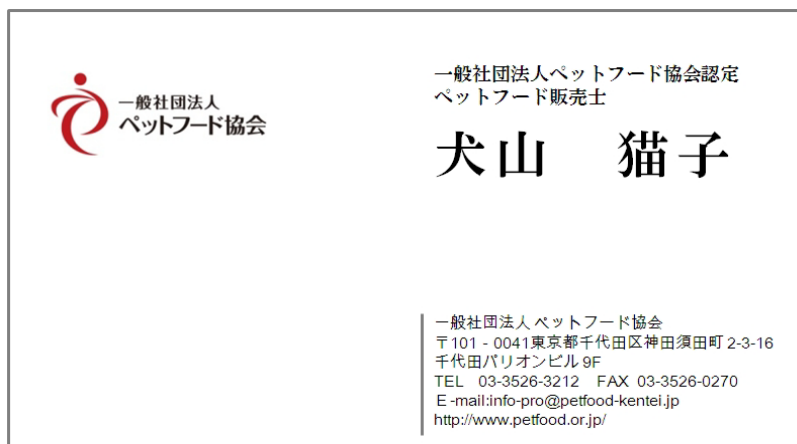 一般社団法人
ペットフード協会
一般社団法人ペットフード協会認定
ペットフード販売士
犬山　猫子
一般社団法人 ペットフード協会
〒101 - 0041東京都千代田区神田須田町 2-3-16
千代田パリオンビル 9F
TEL　03-3526-3212　FAX 03-3526-0270
E-mail:info-pro@petfood-kentei.jp
http://www.petfood.or.jp/